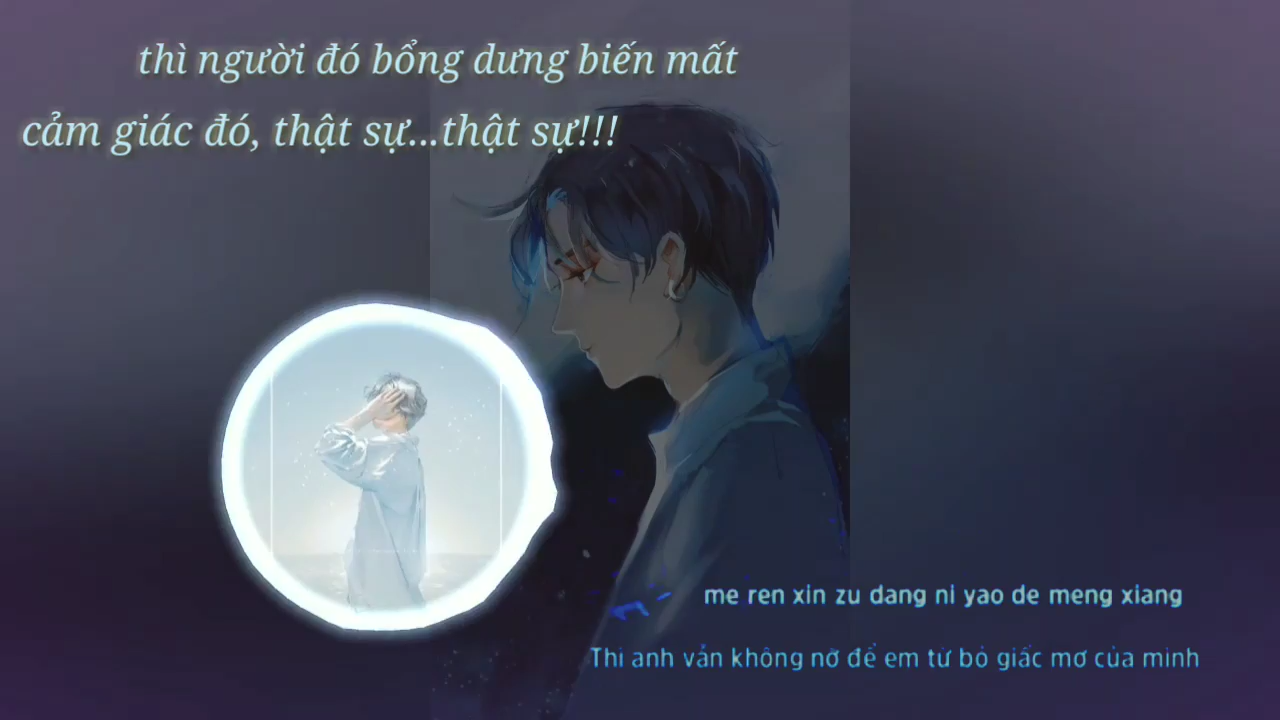 thì người đó bổng dưng biến mất
cảm giác đó, thật sự...thật sự!!!
me ren xin zu dang ni yao de meng xiang
Thì anh vẫn không nỡ để em từ bỏ giấc mơ của mình